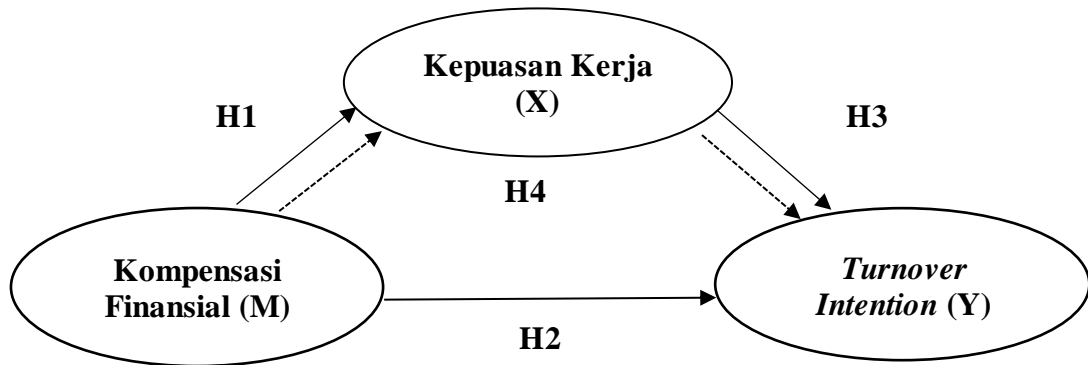 Kepuasan Kerja
(X)
H1
H3
H4
Kompensasi
Finansial (M)
Turnover
Intention (Y)
H2